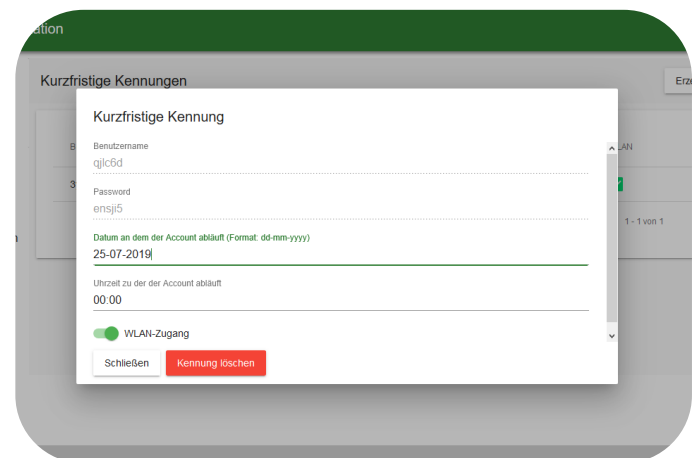 ation
Kurzfristige Kennungen
Erze
Kurzfristige Kennung
Benutzername
qjlc6d
Password
ensji5
Datum an dem der Account abläuft (Format: dd-mm-yyyy)
25-07-2019
Uhrzeit zu der der Account abläuft
00:00
WLAN-Zugang
Schließen
Kennung löschen
B
LAN
3
1 - 1 von 1
n